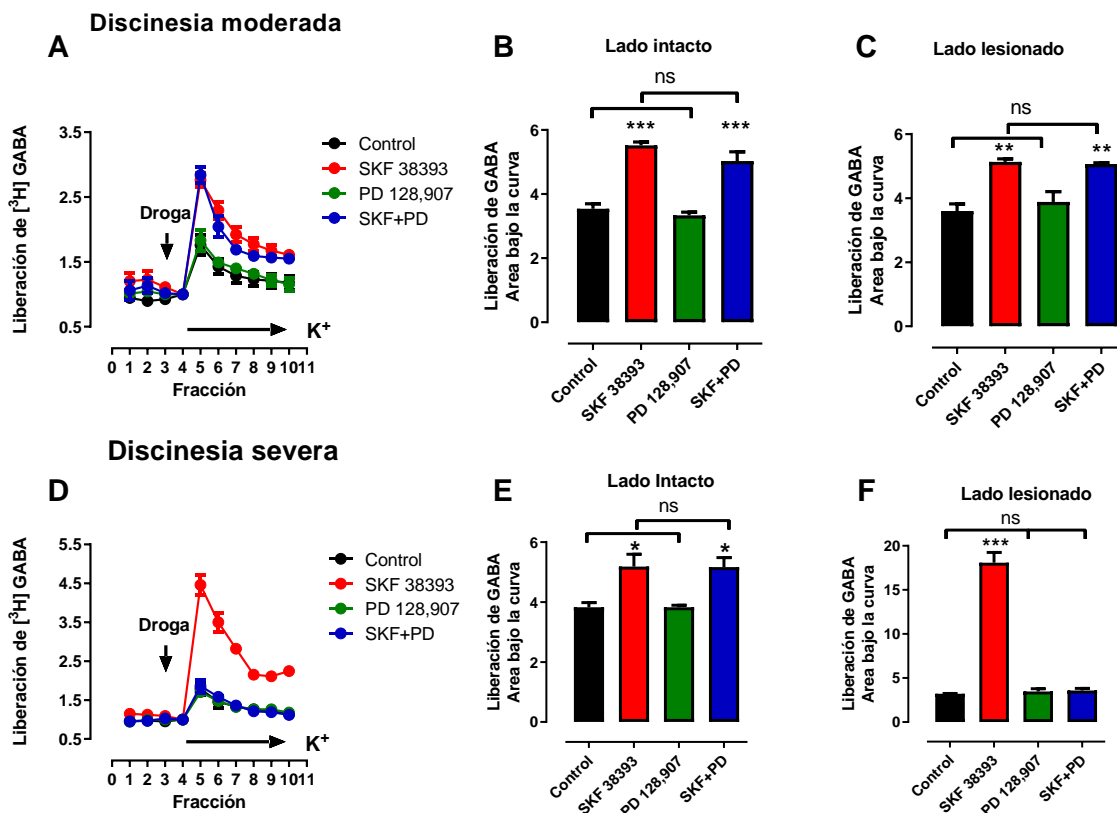 Discinesia moderada
A
Liberación de [³H] GABA
3.5
2.5
1.5
0.5
Droga
Control
SKF 38393
PD 128,907
SKF+PD
K⁺
0 1 2 3 4 5 6 7 8 9 10 11
Fracción
B
Lado intacto
ns
*** ***
Liberación de GABA
Area bajo la curva
6
4
2
0
Control
SKF 38393
PD 128,907
SKF+PD
C
Lado lesionado
ns
** **
Liberación de GABA
Area bajo la curva
6
4
2
0
Control
SKF 38393
PD 128,907
SKF+PD
Discinesia severa
D
Liberación de [³H] GABA
5.5
4.5
3.5
2.5
1.5
0.5
Droga
Control
SKF 38393
PD 128,907
SKF+PD
K⁺
0 1 2 3 4 5 6 7 8 9 10 11
Fracción
E
Lado Intacto
ns
* *
Liberación de GABA
Area bajo la curva
6
4
2
0
Control
SKF 38393
PD 128,907
SKF+PD
F
Lado lesionado
ns
***
Liberación de GABA
Area bajo la curva
20
15
10
5
0
Control
SKF 38393
PD 128,907
SKF+PD